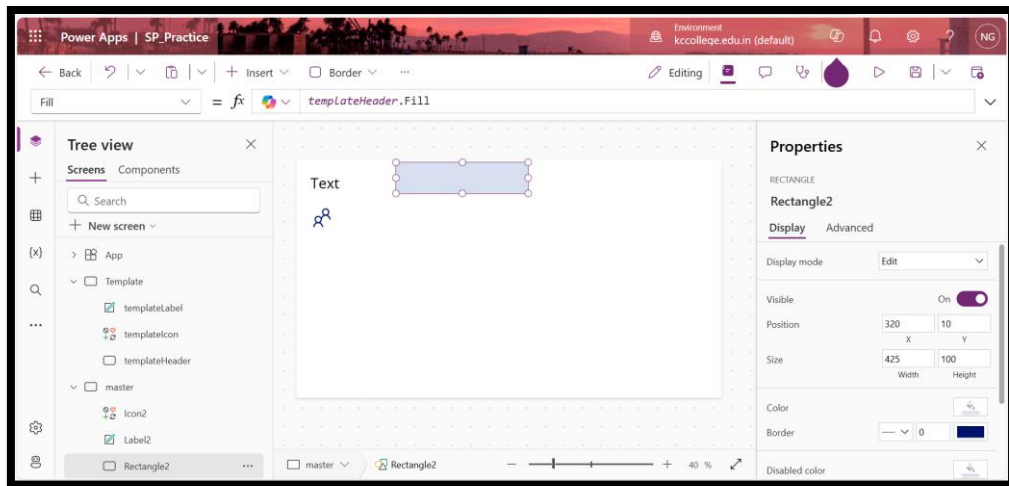 Power Apps | SP_Practice
Environment
kccollege.edu.in (default)
NG
Back
Insert
Border
...
Editing
Fill
= fx
templateHeader.Fill
Tree view
Screens Components
Search
New screen
App
Template
templateLabel
templateIcon
templateHeader
master
Icon2
Label2
Rectangle2 ...
Text
master
Rectangle2
40 %
Properties
RECTANGLE
Rectangle2
Display Advanced
Display mode Edit
Visible On
Position 320 10
X Y
Size 425 100
Width Height
Color
Border 0
Disabled color